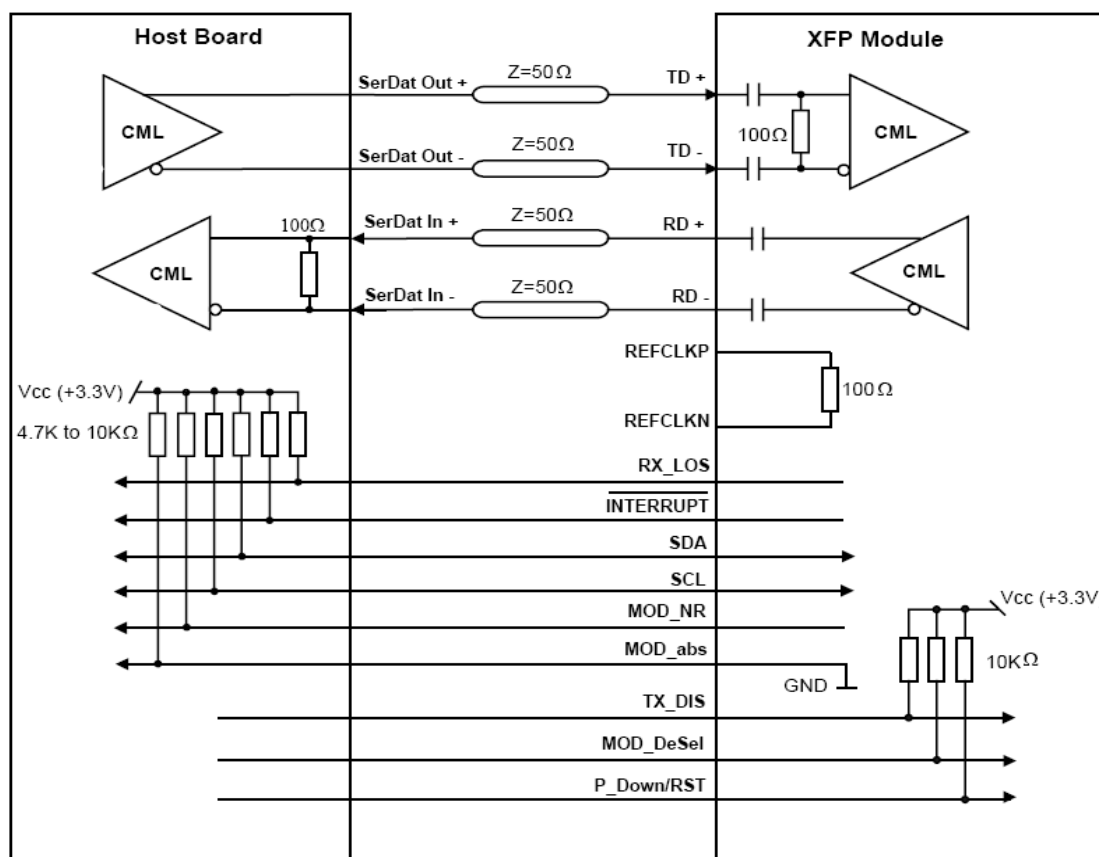 Host Board
XFP Module
SerDat Out +
Z=50Ω
TD +
CML
100Ω
CML
SerDat Out -
Z=50Ω
TD -
100Ω
SerDat In +
Z=50Ω
RD +
CML
CML
SerDat In -
Z=50Ω
RD -
REFCLKP
100Ω
Vcc (+3.3V)
REFCLKN
4.7K to 10KΩ
RX_LOS
INTERRUPT
SDA
SCL
Vcc (+3.3V
MOD_NR
MOD_abs
10KΩ
GND
TX_DIS
MOD_DeSel
P_Down/RST